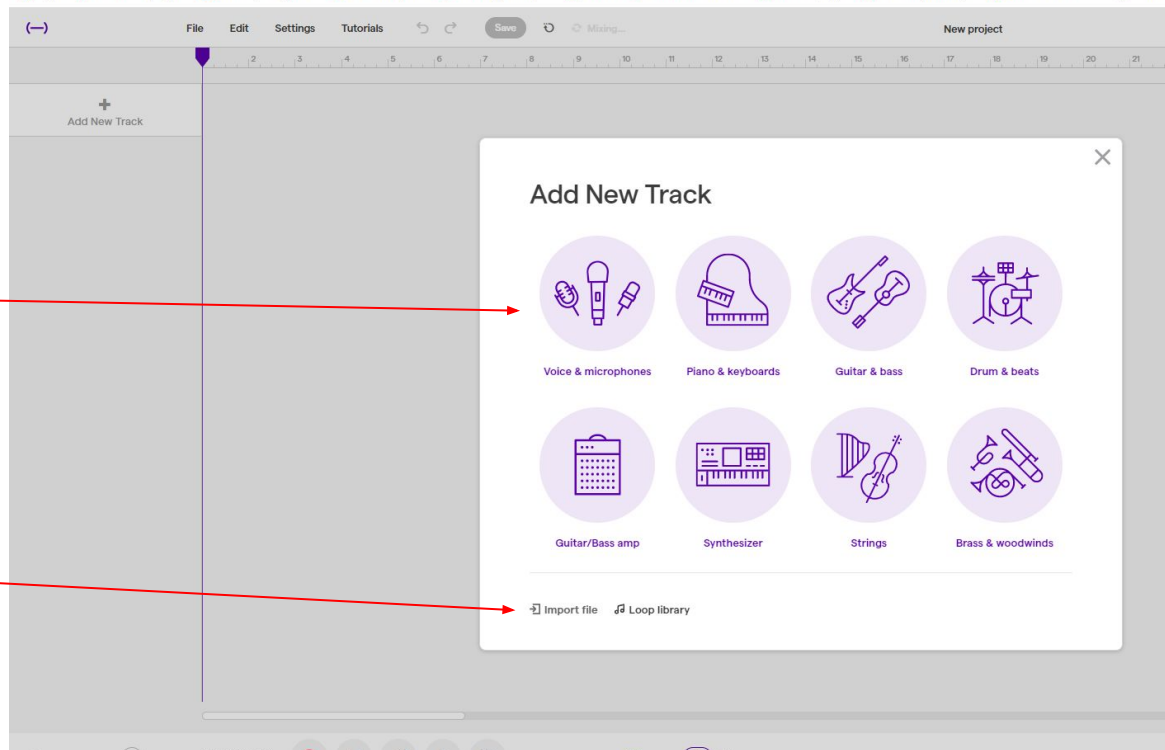 (—) File Edit Settings Tutorials Save Mixing... New project
2 3 4 5 6 7 8 9 10 11 12 13 14 15 16 17 18 19 20 21
Add New Track
Add New Track
Voice & microphones Piano & keyboards Guitar & bass Drum & beats
Guitar/Bass amp Synthesizer Strings Brass & woodwinds
Import file Loop library